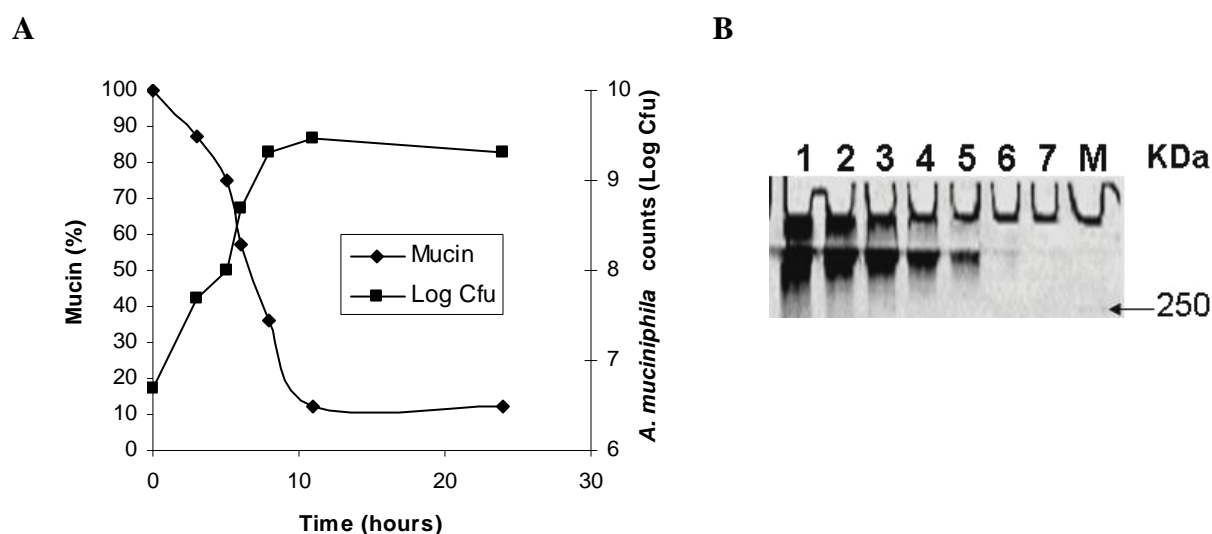 A
B
100
90
80
70
60
50
40
30
20
10
0
Mucin (%)
10
9
8
7
6
A. muciniphila counts (Log Cfu)
Mucin
Log Cfu
0
10
20
30
Time (hours)
1 2 3 4 5 6 7 M KDa
250